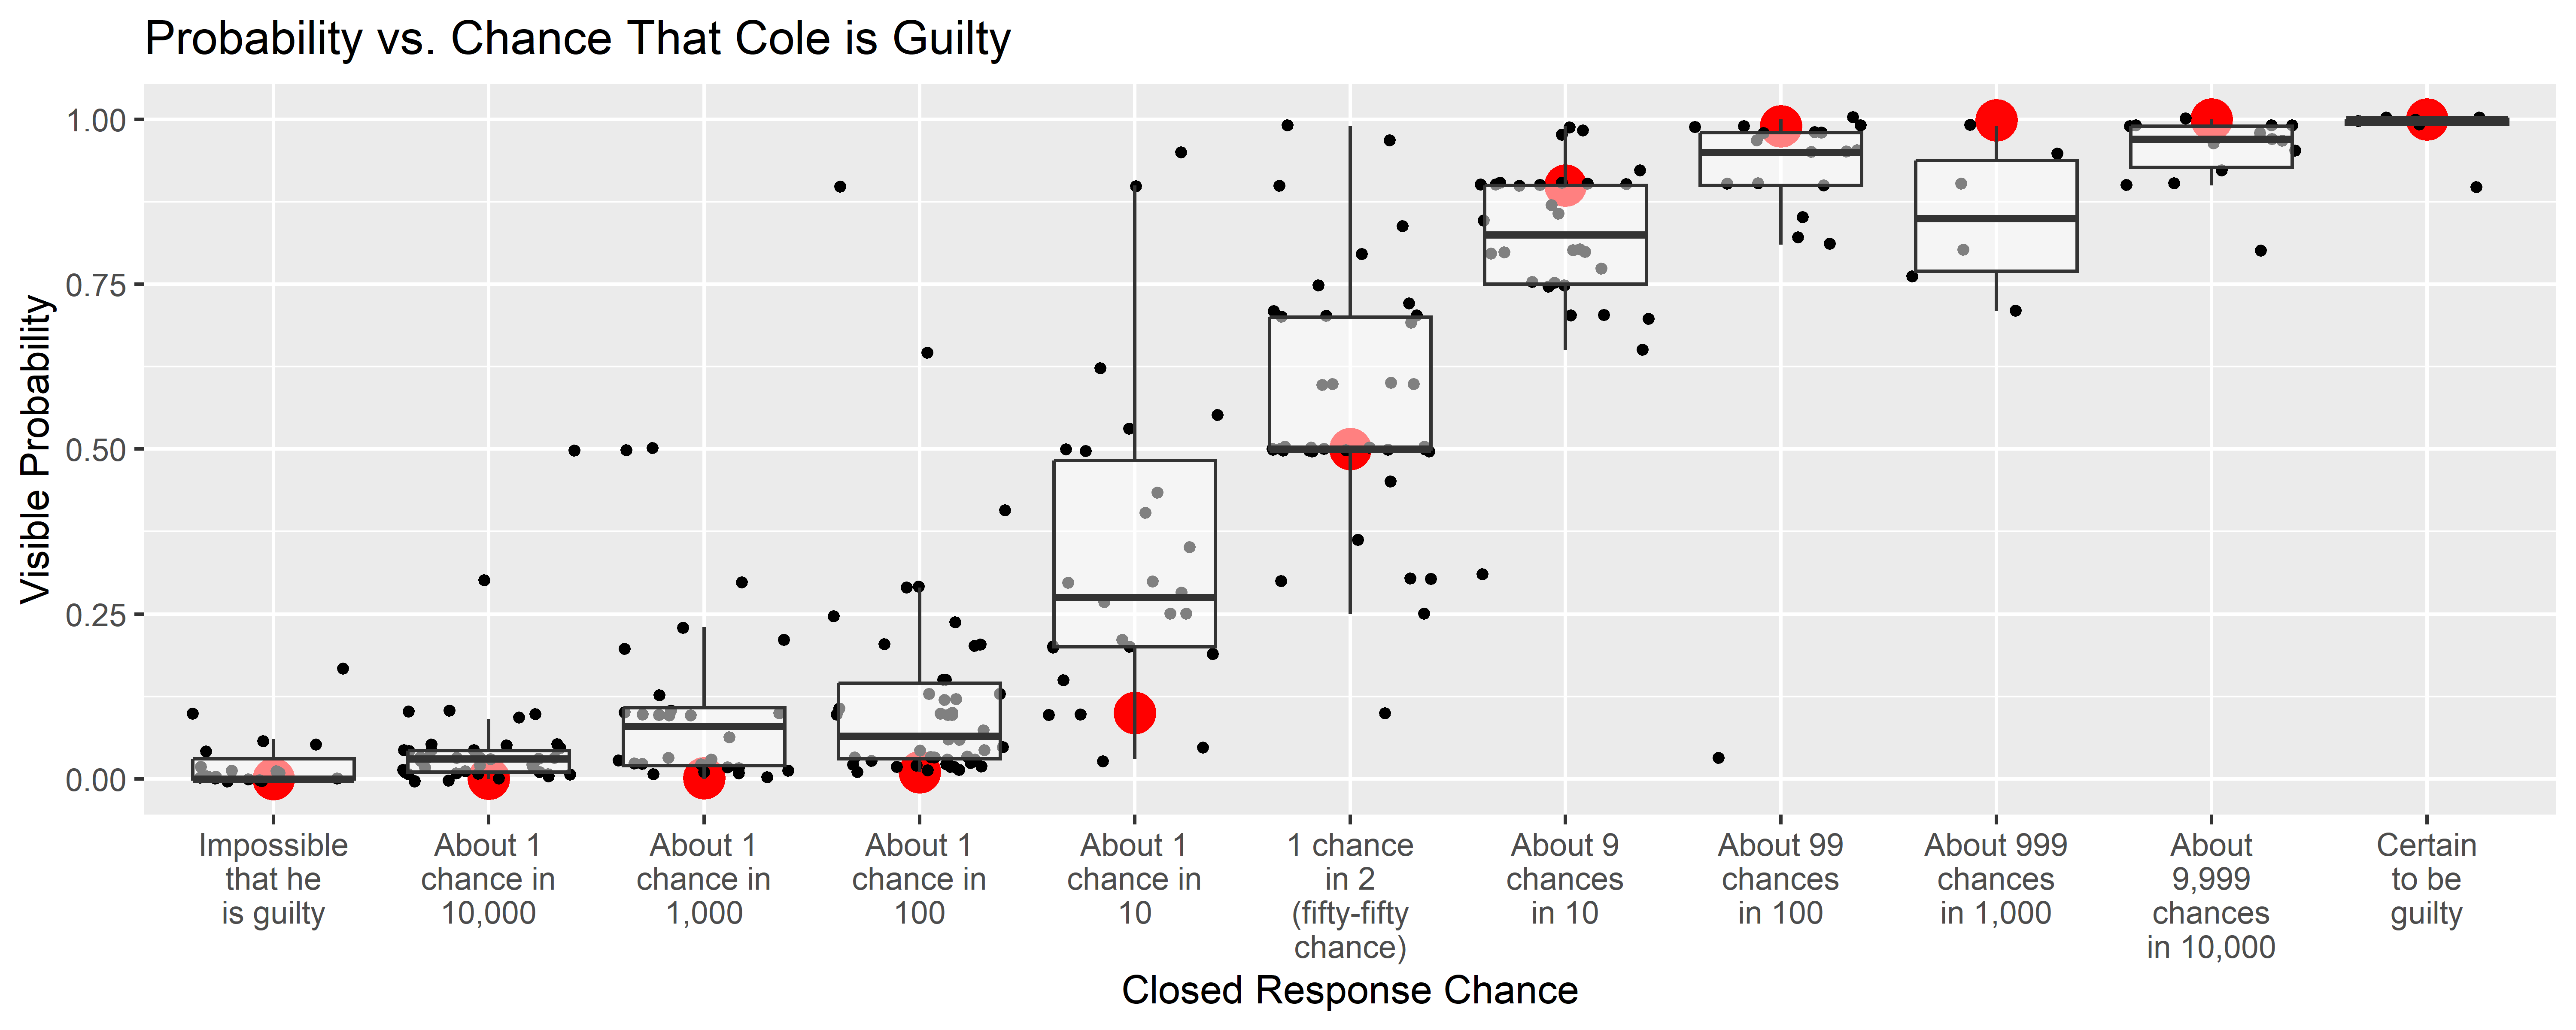 Probability vs. Chance That Cole is Guilty
Visible Probability
1.00
0.75
0.50
0.25
0.00
Impossible
that he
is guilty
About 1
chance in
10,000
About 1
chance in
1,000
About 1
chance in
100
About 1
chance in
10
1 chance
in 2
(fifty-fifty
chance)
About 9
chances
in 10
About 99
chances
in 100
About 999
chances
in 1,000
About
9,999
chances
in 10,000
Certain
to be
guilty
Closed Response Chance